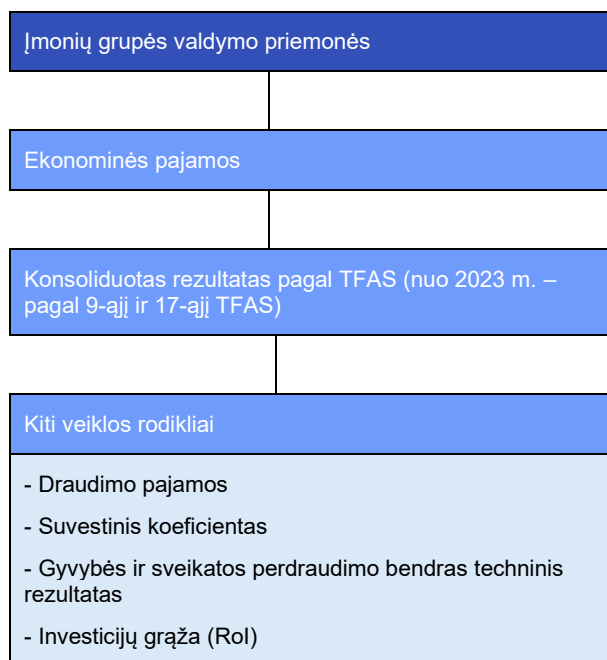 Įmonių grupės valdymo priemonės
Ekonominės pajamos
Konsoliduotas rezultatas pagal TFAS (nuo 2023 m. –
pagal 9-ąjį ir 17-ąjį TFAS)
Kiti veiklos rodikliai
- Draudimo pajamos
- Suvestinis koeficientas
- Gyvybės ir sveikatos perdraudimo bendras techninis
rezultatas
- Investicijų grąža (RoI)